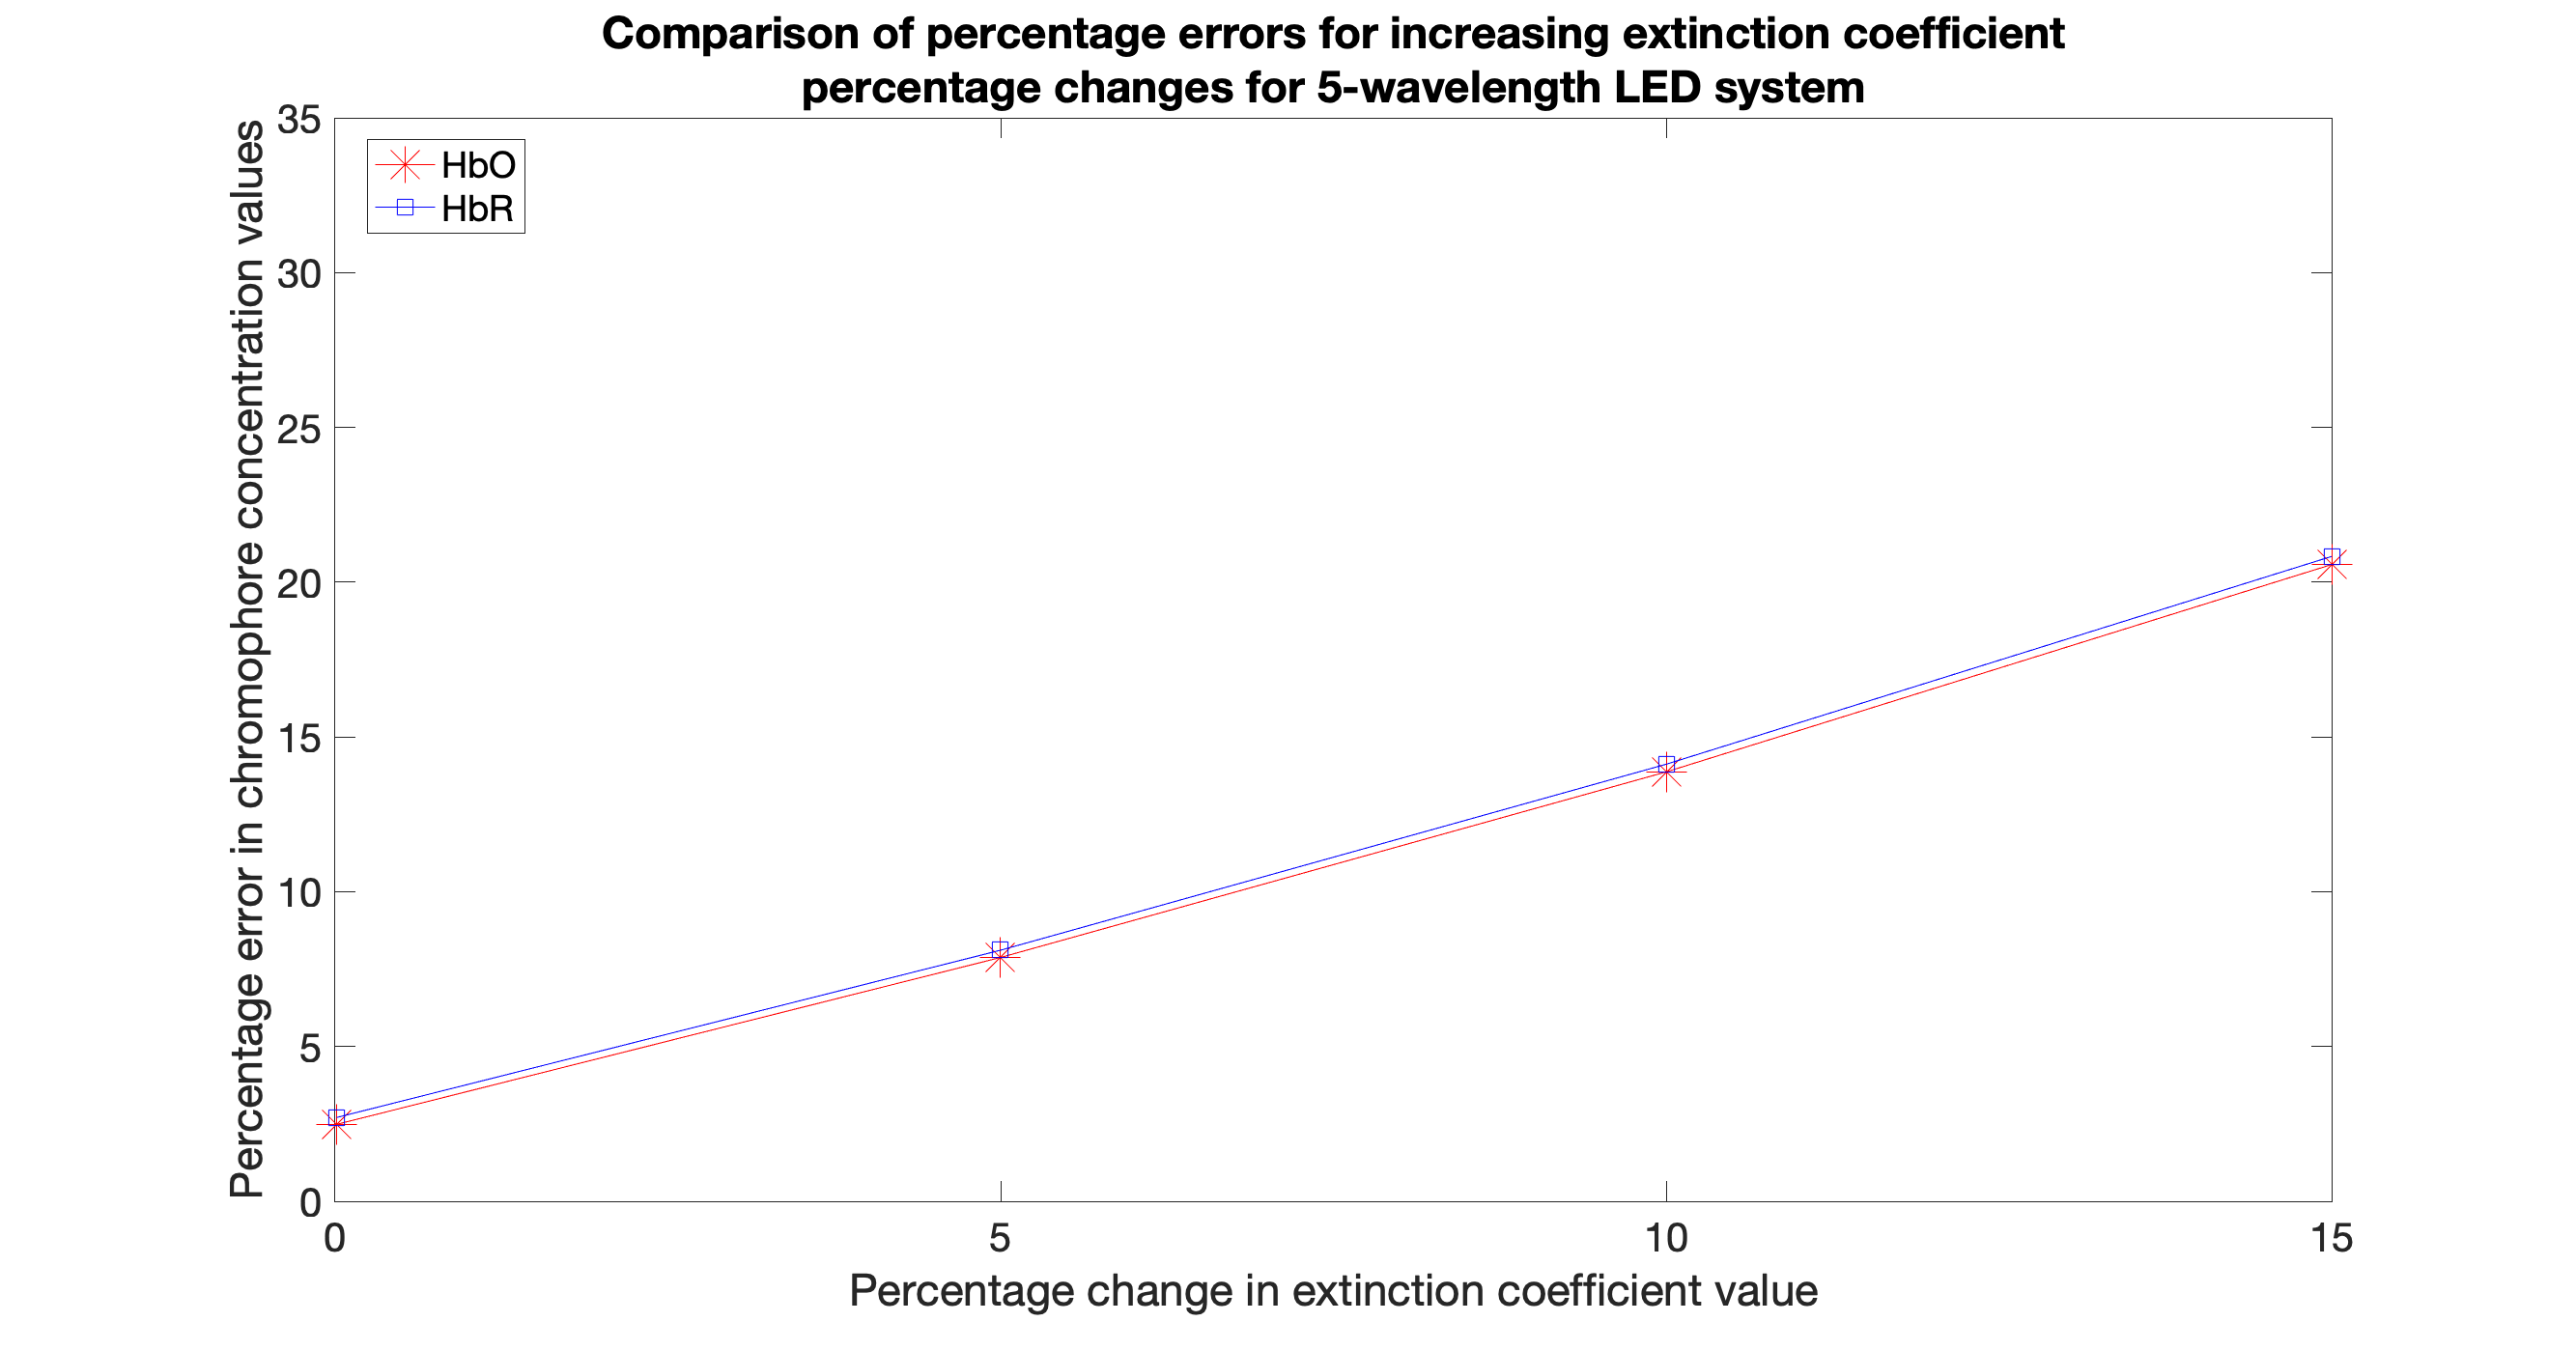 Comparison of percentage errors for increasing extinction coefficient
percentage changes for 5-wavelength LED system
Percentage error in chromophore concentration values
35
30
25
20
15
10
5
0
HbO
HbR
0 5 10 15
Percentage change in extinction coefficient value